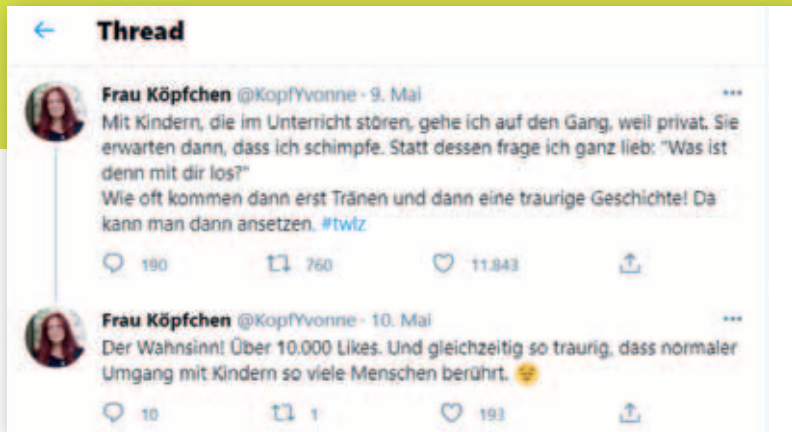 Thread
Frau Köpfchen @KopfYvonne · 9. Mai
Mit Kindern, die im Unterricht stören, gehe ich auf den Gang, weil privat. Sie
erwarten dann, dass ich schimpfe. Statt dessen frage ich ganz lieb: "Was ist
denn mit dir los?"
Wie oft kommen dann erst Tränen und dann eine traurige Geschichte! Da
kann man dann ansetzen. #twlz
190 760 11.843
Frau Köpfchen @KopfYvonne · 10. Mai
Der Wahnsinn! Über 10.000 Likes. Und gleichzeitig so traurig, dass normaler
Umgang mit Kindern so viele Menschen berührt. 😔
10 1 193